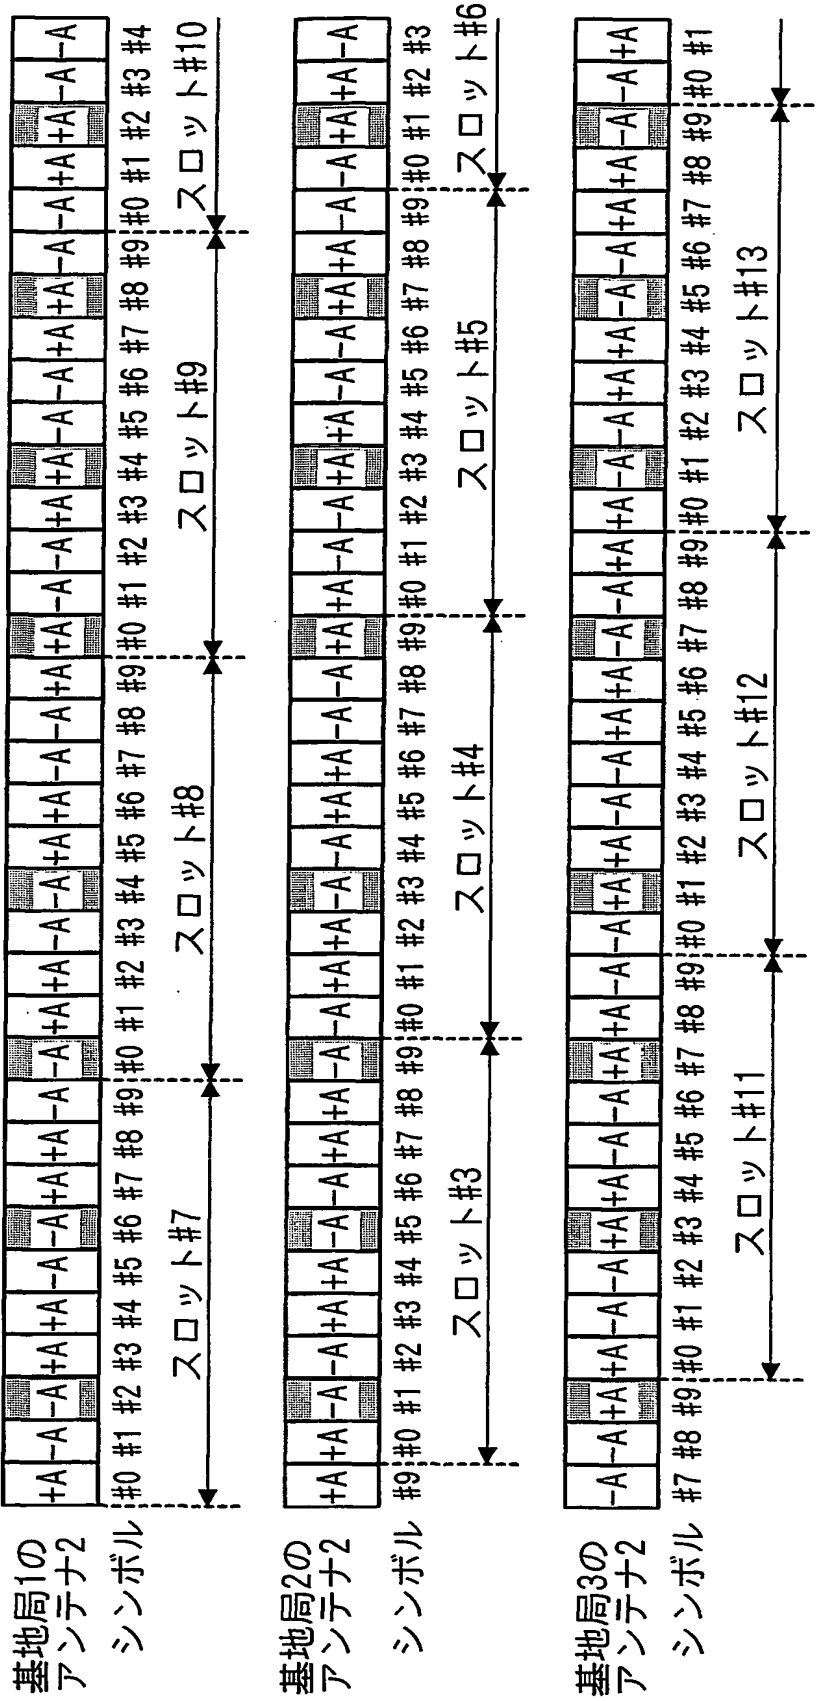 基地局1の
アンテナ2
+A -A -A +A +A -A -A +A +A -A -A +A +A -A -A +A +A -A -A +A +A -A -A +A +A -A -A +A +A -A -A +A +A -A -A
シンボル #0 #1 #2 #3 #4 #5 #6 #7 #8 #9 #0 #1 #2 #3 #4 #5 #6 #7 #8 #9 #0 #1 #2 #3 #4 #5 #6 #7 #8 #9 #0 #1 #2 #3 #4
スロット#7 スロット#8 スロット#9 スロット#10
基地局2の
アンテナ2
+A +A -A -A +A +A -A -A +A +A -A -A +A +A -A -A +A +A -A -A +A +A -A -A +A +A -A -A +A +A -A -A +A +A -A
シンボル #9 #0 #1 #2 #3 #4 #5 #6 #7 #8 #9 #0 #1 #2 #3 #4 #5 #6 #7 #8 #9 #0 #1 #2 #3 #4 #5 #6 #7 #8 #9 #0 #1 #2 #3
スロット#3 スロット#4 スロット#5 スロット#6
基地局3の
アンテナ2
-A -A +A +A -A -A +A +A -A -A +A +A -A -A +A +A -A -A +A +A -A -A +A +A -A -A +A +A -A -A +A +A -A -A +A
シンボル #7 #8 #9 #0 #1 #2 #3 #4 #5 #6 #7 #8 #9 #0 #1 #2 #3 #4 #5 #6 #7 #8 #9 #0 #1 #2 #3 #4 #5 #6 #7 #8 #9 #0 #1
スロット#11 スロット#12 スロット#13